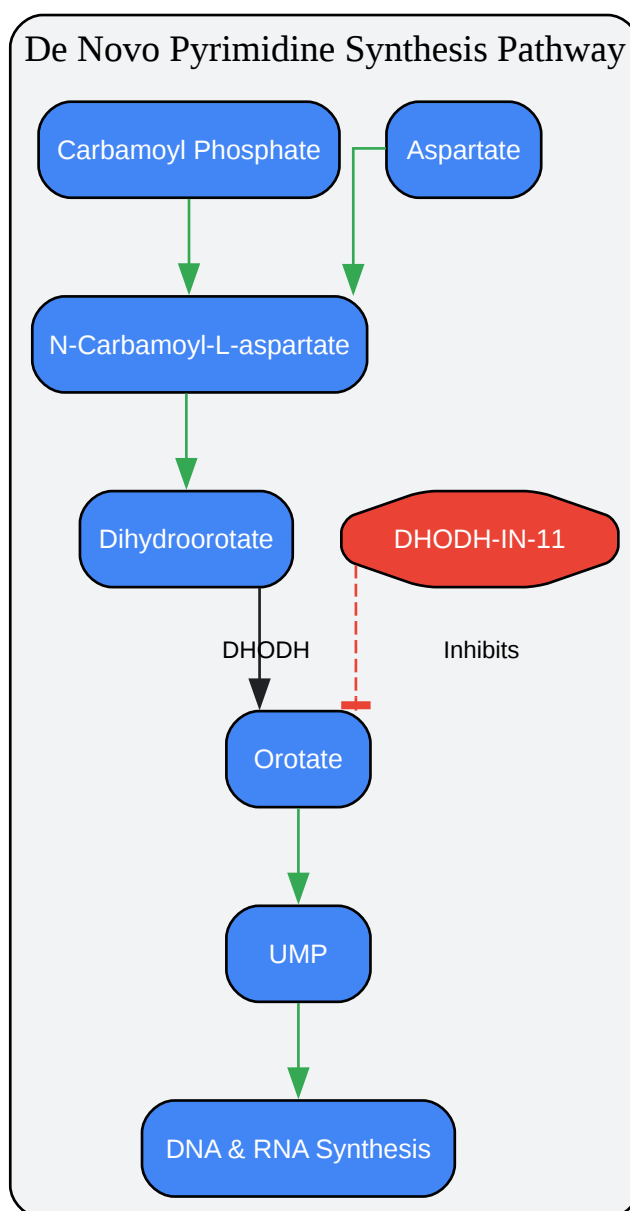 De Novo Pyrimidine Synthesis Pathway
Carbamoyl Phosphate
Aspartate
N-Carbamoyl-L-aspartate
Dihydroorotate
DHODH-IN-11
DHODH
Inhibits
Orotate
UMP
DNA & RNA Synthesis